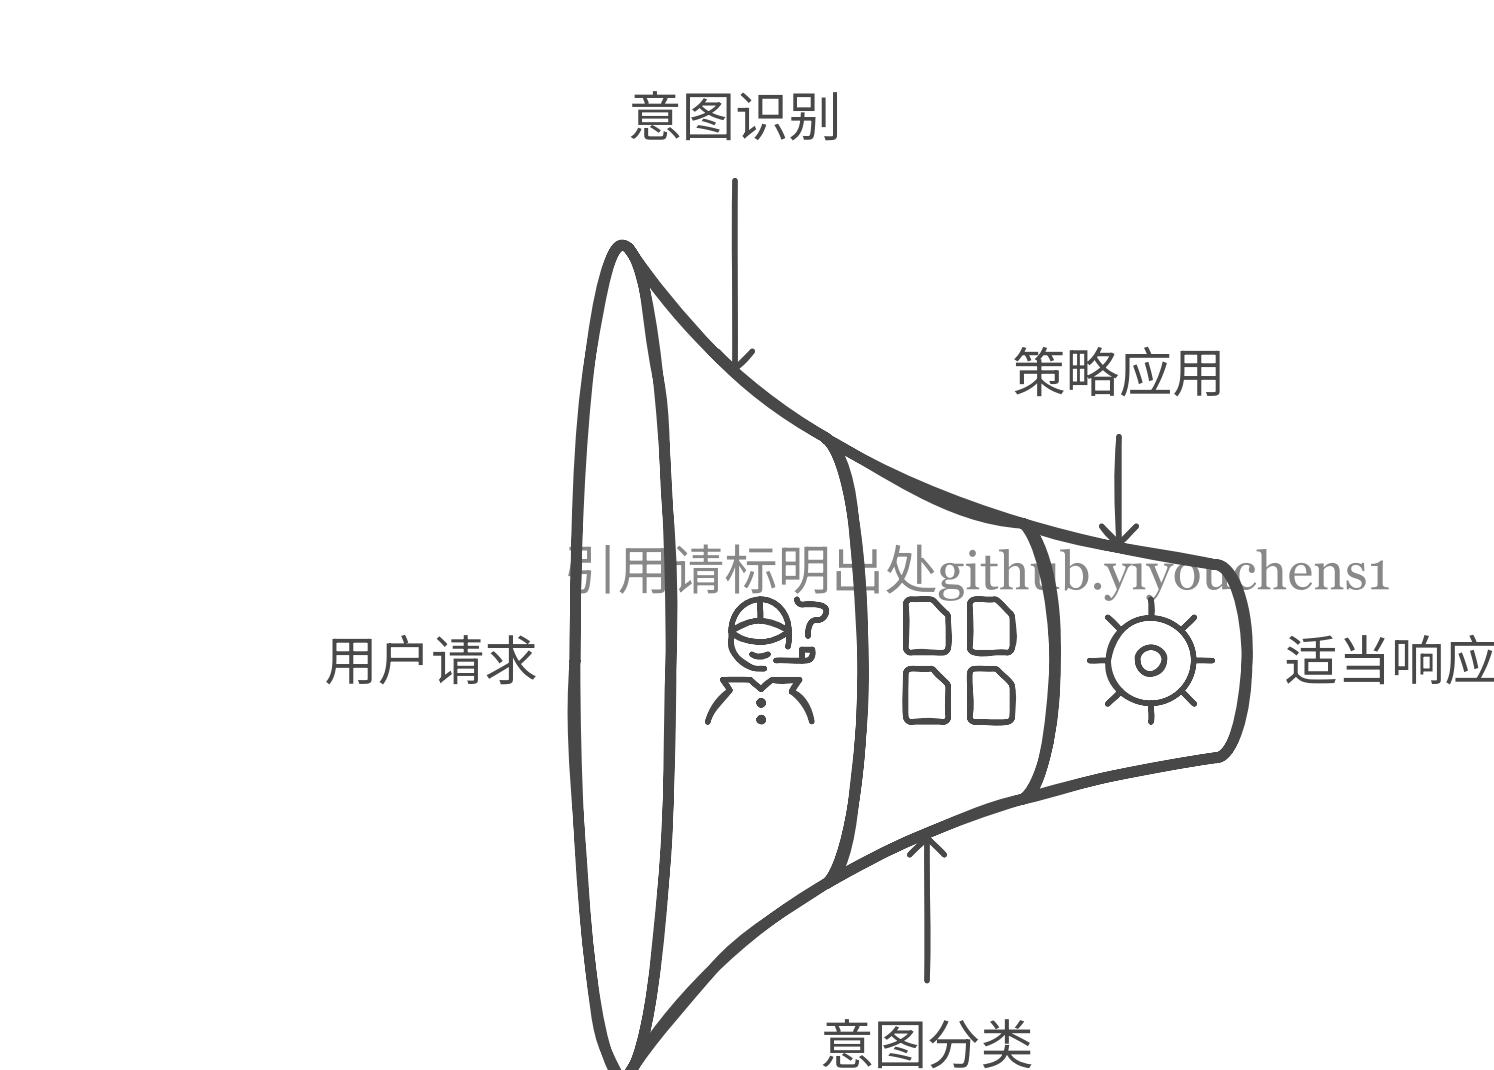 意图识别
策略应用
引用请标明出处github.yiyouchens1
用户请求
适当响应
意图分类